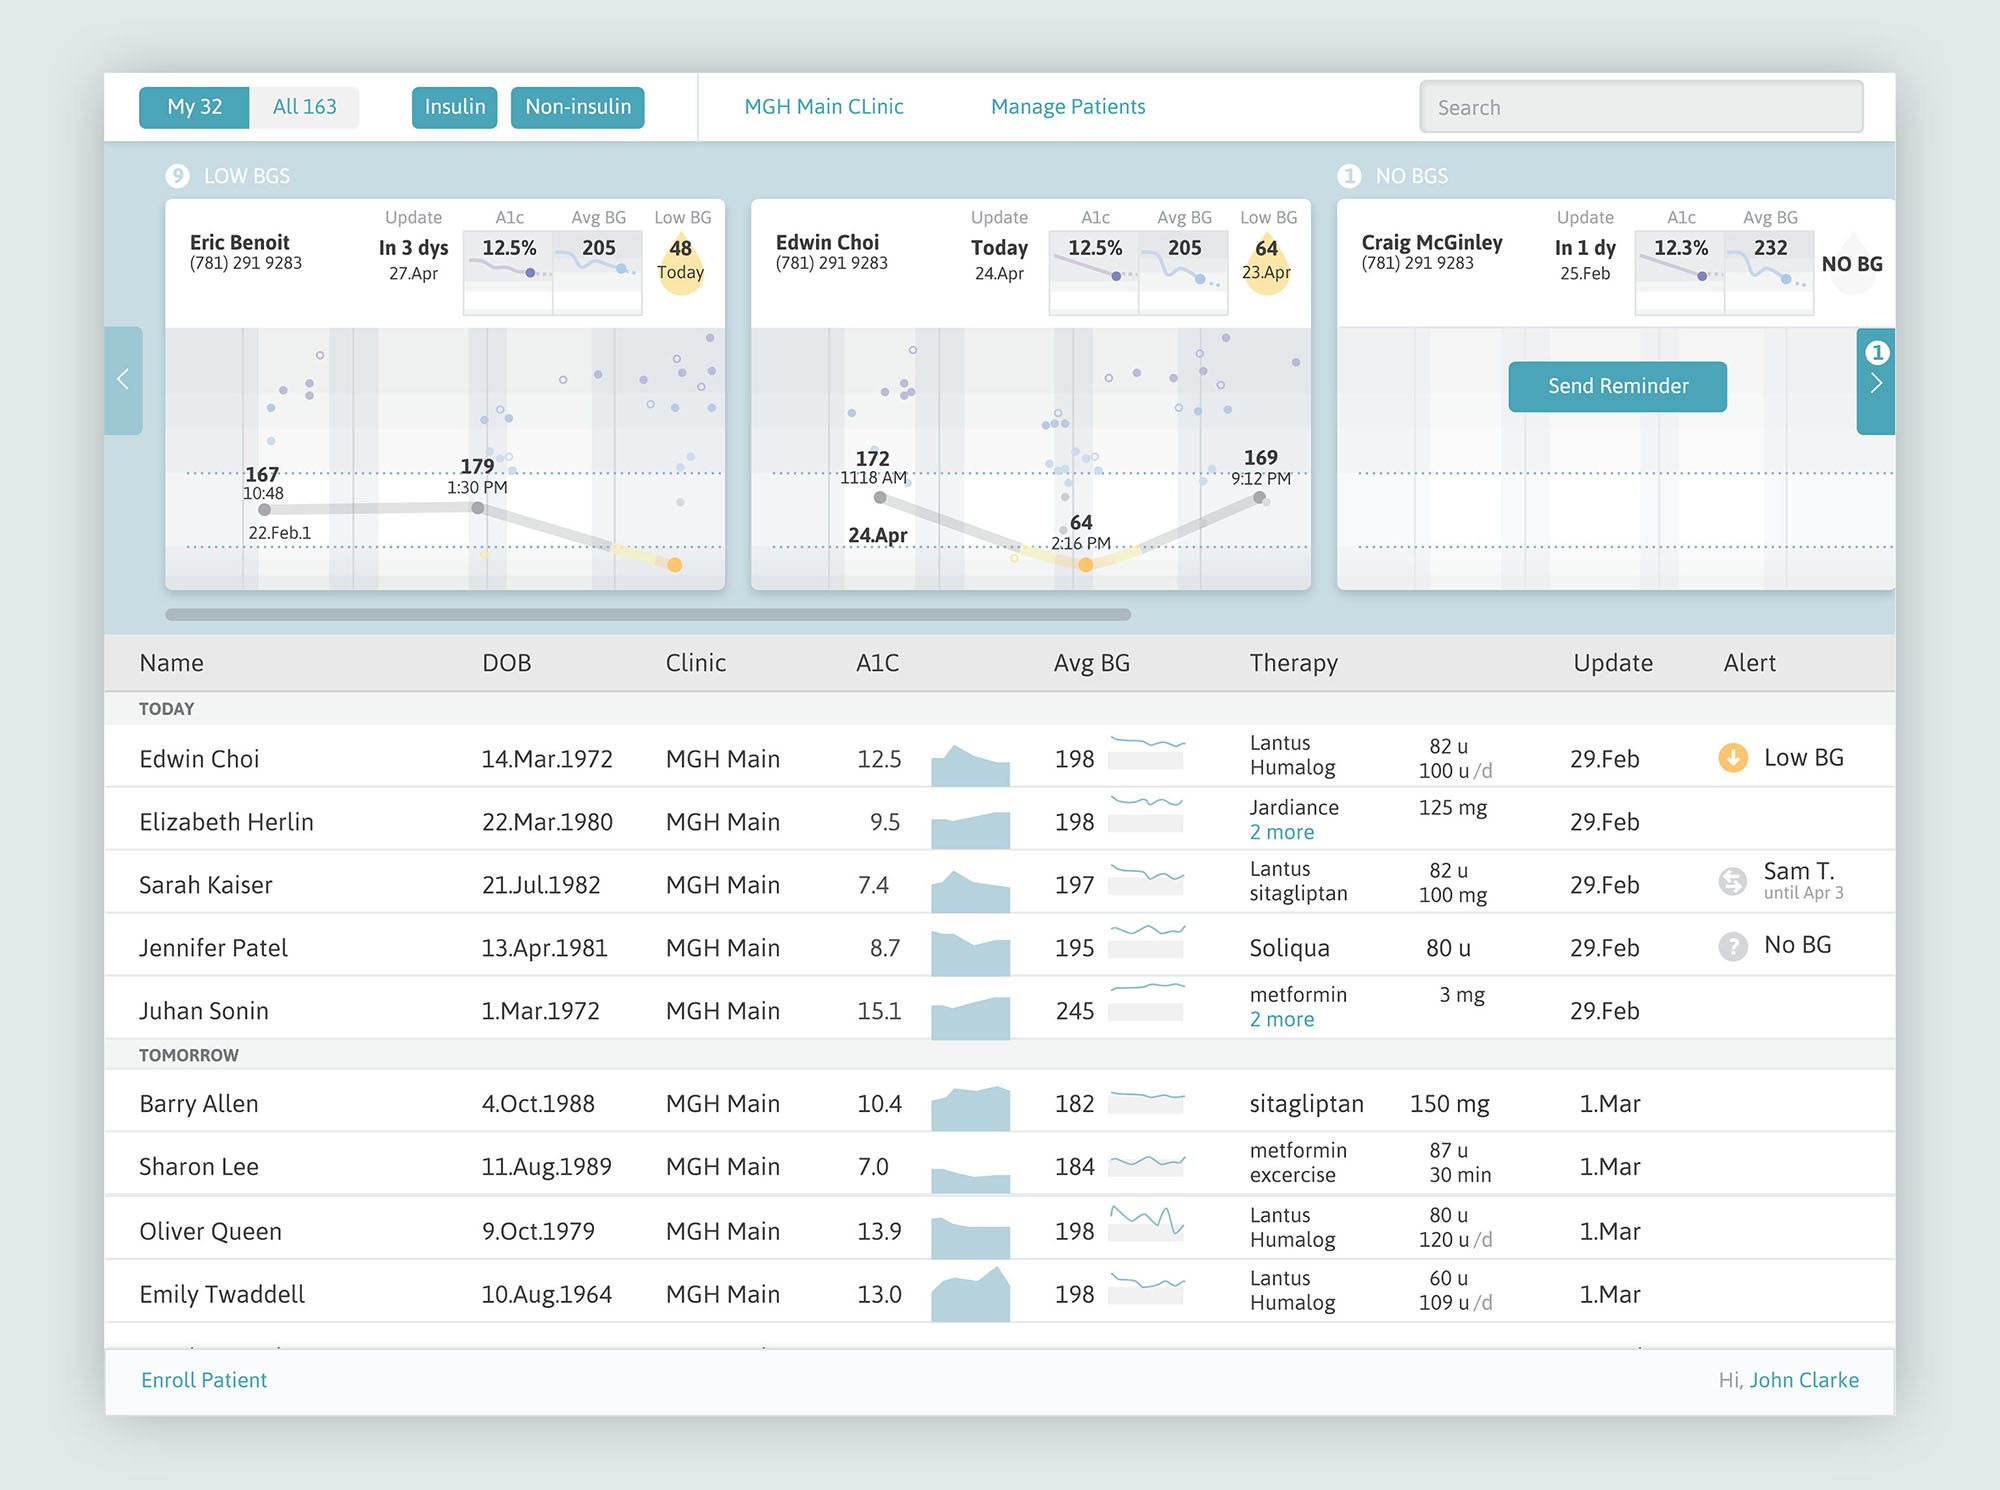 My 32 All 163 Insulin Non-insulin MGH Main CLinic Manage Patients Search
9 LOW BGS
1 NO BGS
Eric Benoit
(781) 291 9283
Update
In 3 dys
27.Apr
A1c
12.5%
Avg BG
205
Low BG
48
Today
167
10:48
22.Feb.1
179
1:30 PM
Edwin Choi
(781) 291 9283
Update
Today
24.Apr
A1c
12.5%
Avg BG
205
Low BG
64
23.Apr
172
1118 AM
24.Apr
64
2:16 PM
169
9:12 PM
Craig McGinley
(781) 291 9283
Update
In 1 dy
25.Feb
A1c
12.3%
Avg BG
232
NO BG
Send Reminder
1
Name DOB Clinic A1C Avg BG Therapy Update Alert
TODAY
Edwin Choi 14.Mar.1972 MGH Main 12.5 198 Lantus 82 u 29.Feb Low BG
Humalog 100 u /d
Elizabeth Herlin 22.Mar.1980 MGH Main 9.5 198 Jardiance 125 mg 29.Feb
2 more
Sarah Kaiser 21.Jul.1982 MGH Main 7.4 197 Lantus 82 u 29.Feb Sam T.
sitagliptan 100 mg until Apr 3
Jennifer Patel 13.Apr.1981 MGH Main 8.7 195 Soliqua 80 u 29.Feb ? No BG
Juhan Sonin 1.Mar.1972 MGH Main 15.1 245 metformin 3 mg 29.Feb
2 more
TOMORROW
Barry Allen 4.Oct.1988 MGH Main 10.4 182 sitagliptan 150 mg 1.Mar
Sharon Lee 11.Aug.1989 MGH Main 7.0 184 metformin 87 u 1.Mar
excercise 30 min
Oliver Queen 9.Oct.1979 MGH Main 13.9 198 Lantus 80 u 1.Mar
Humalog 120 u /d
Emily Twaddell 10.Aug.1964 MGH Main 13.0 198 Lantus 60 u 1.Mar
Humalog 109 u /d
Enroll Patient Hi, John Clarke